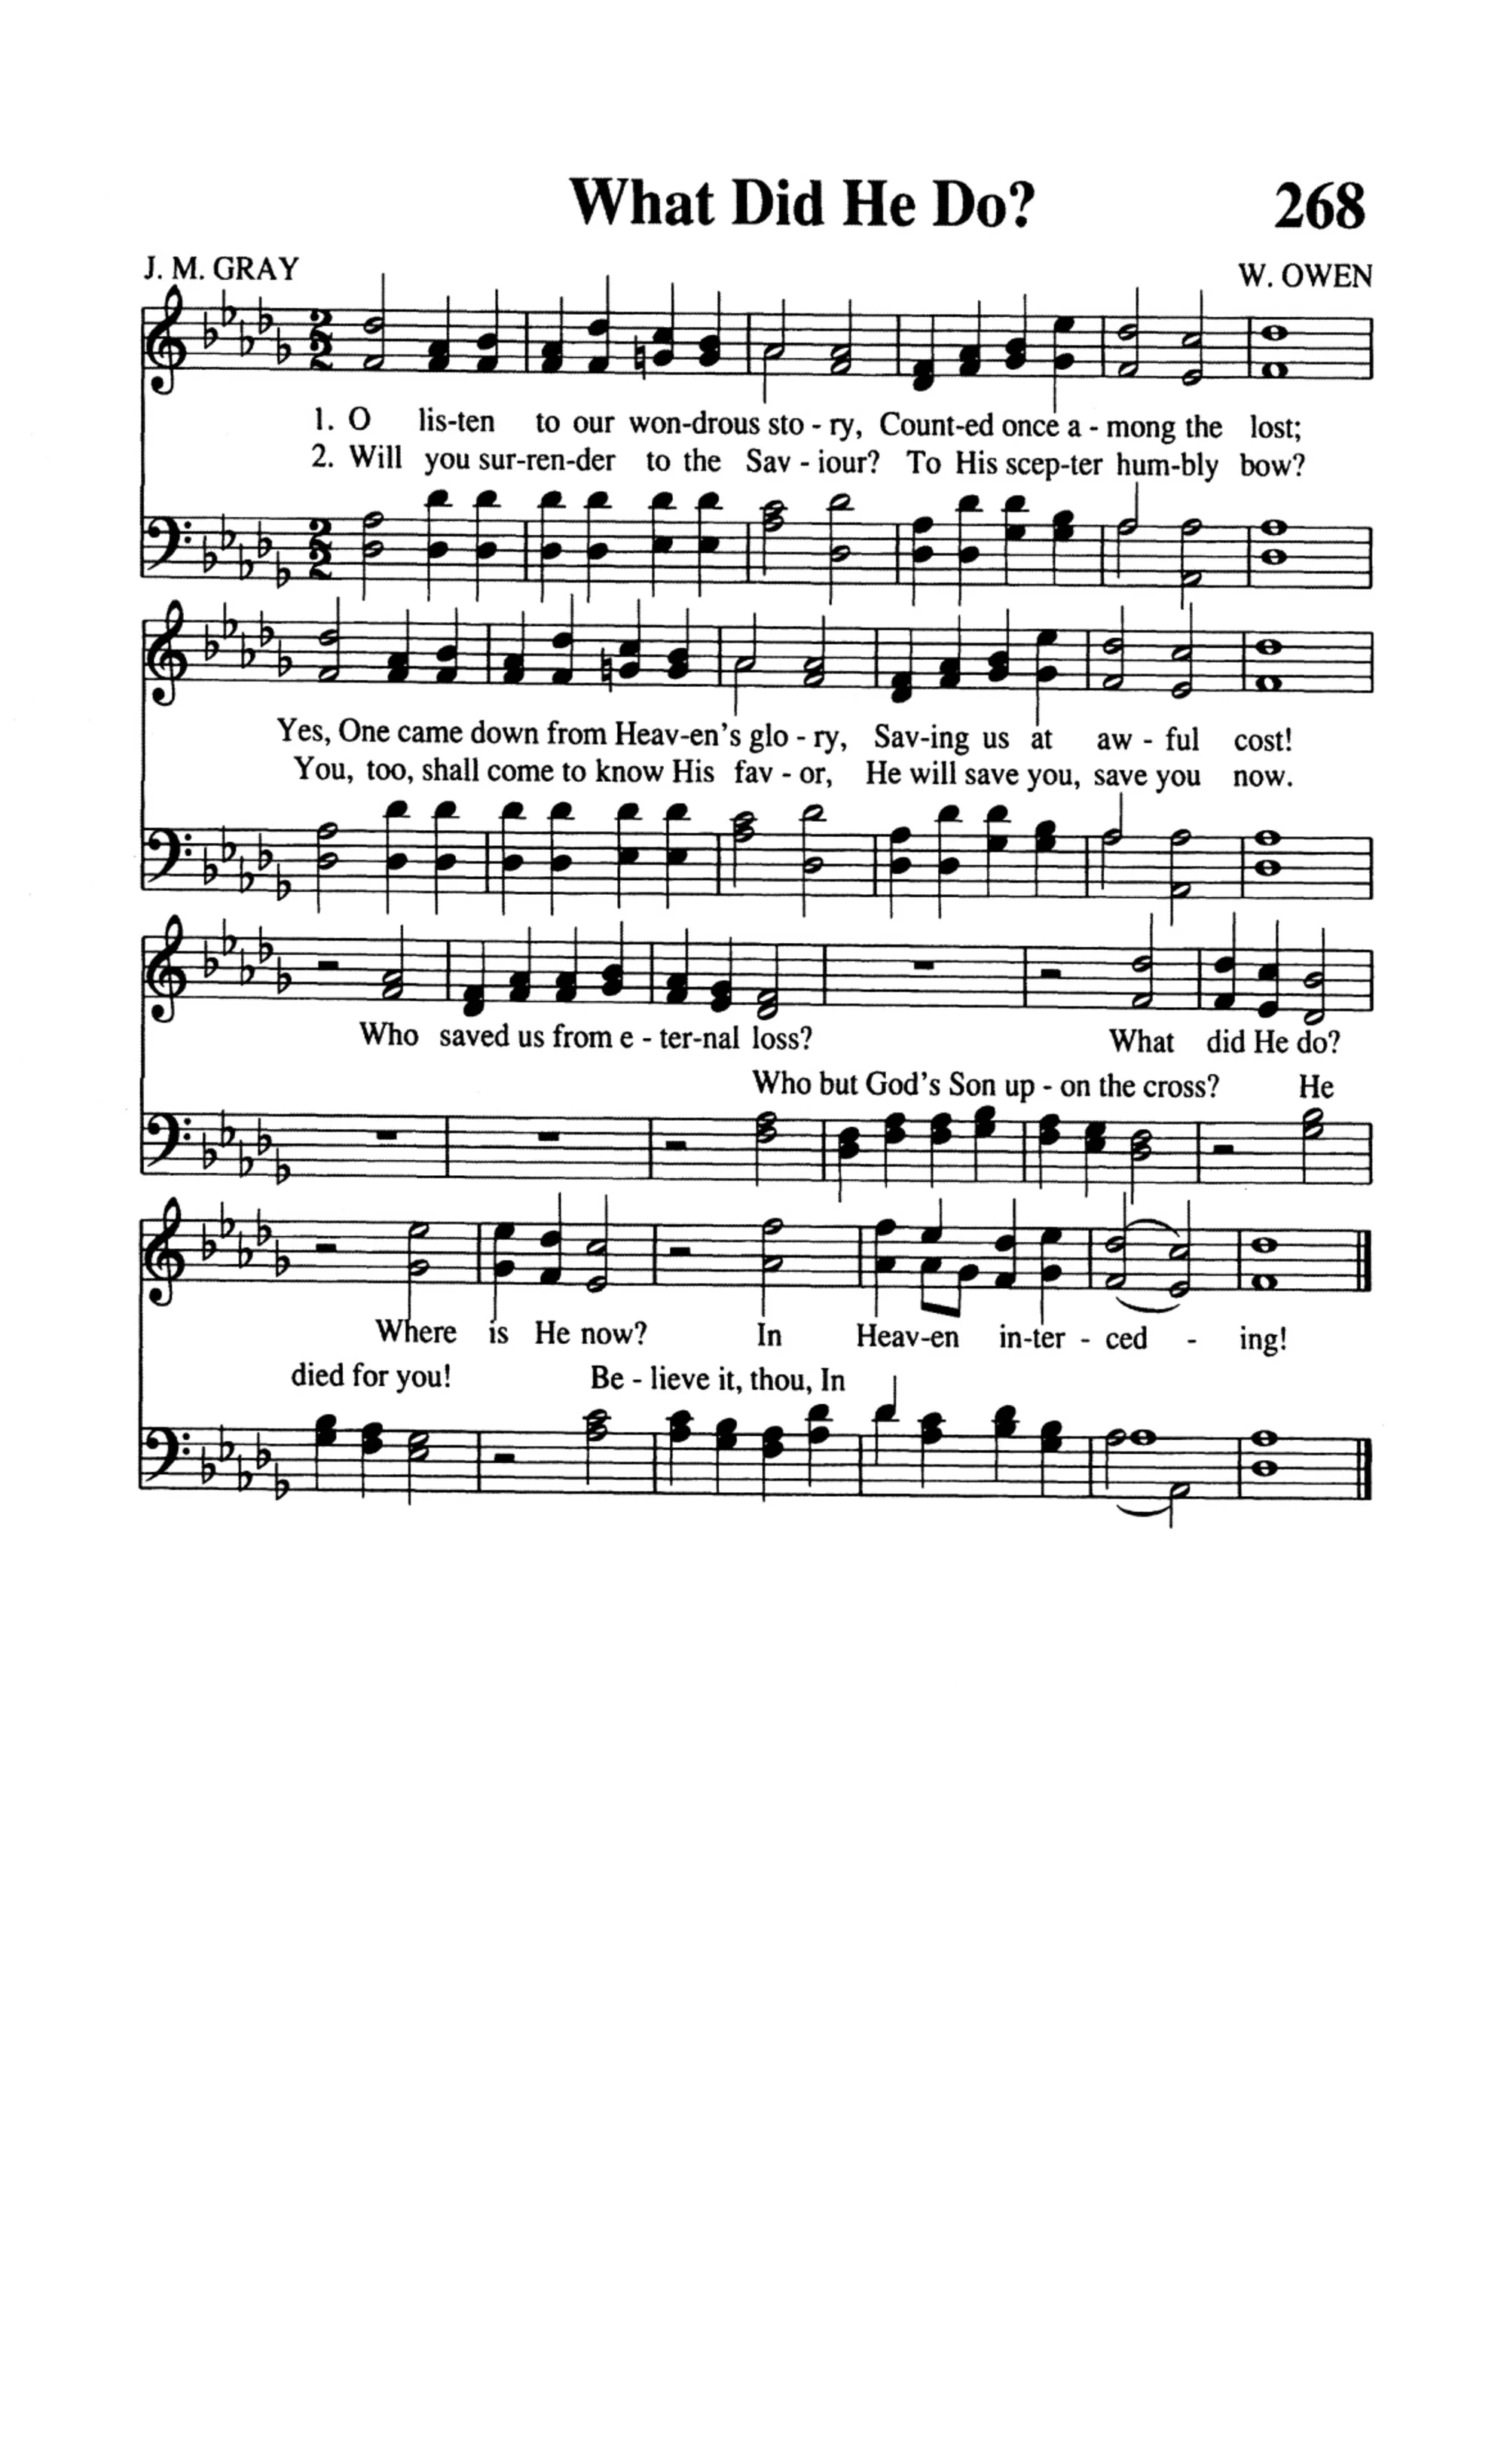 What Did He Do? 268
J. M. GRAY
W. OWEN
1. O lis-ten to our won-drous sto - ry, Count-ed once a - mong the lost;
2. Will you sur-ren-der to the Sav - iour? To His scep-ter hum-bly bow?
Yes, One came down from Heav-en's glo - ry, Sav-ing us at aw - ful cost!
You, too, shall come to know His fav - or, He will save you, save you now.
Who saved us from e - ter-nal loss? What did He do?
Who but God's Son up - on the cross? He
Where is He now? In Heav-en in-ter - ced - ing!
died for you! Be - lieve it, thou, In